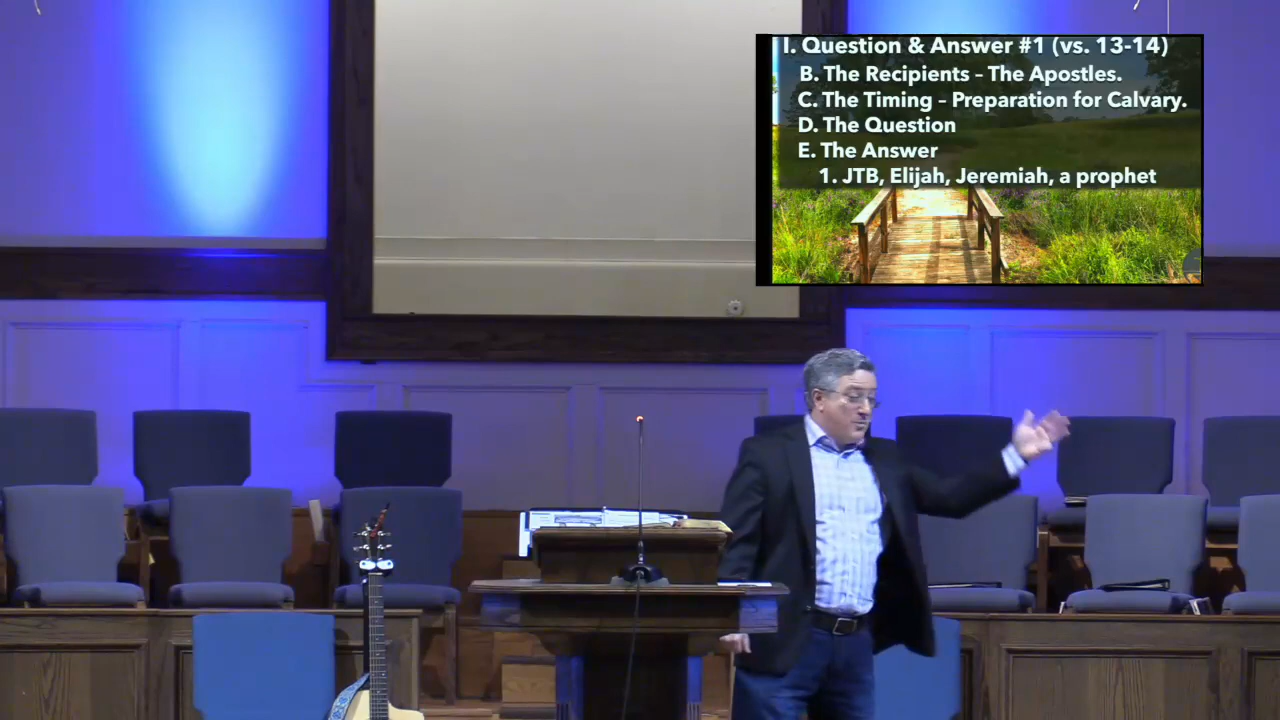 I. Question & Answer #1 (vs. 13-14)
B. The Recipients – The Apostles.
C. The Timing – Preparation for Calvary.
D. The Question
E. The Answer
1. JTB, Elijah, Jeremiah, a prophet